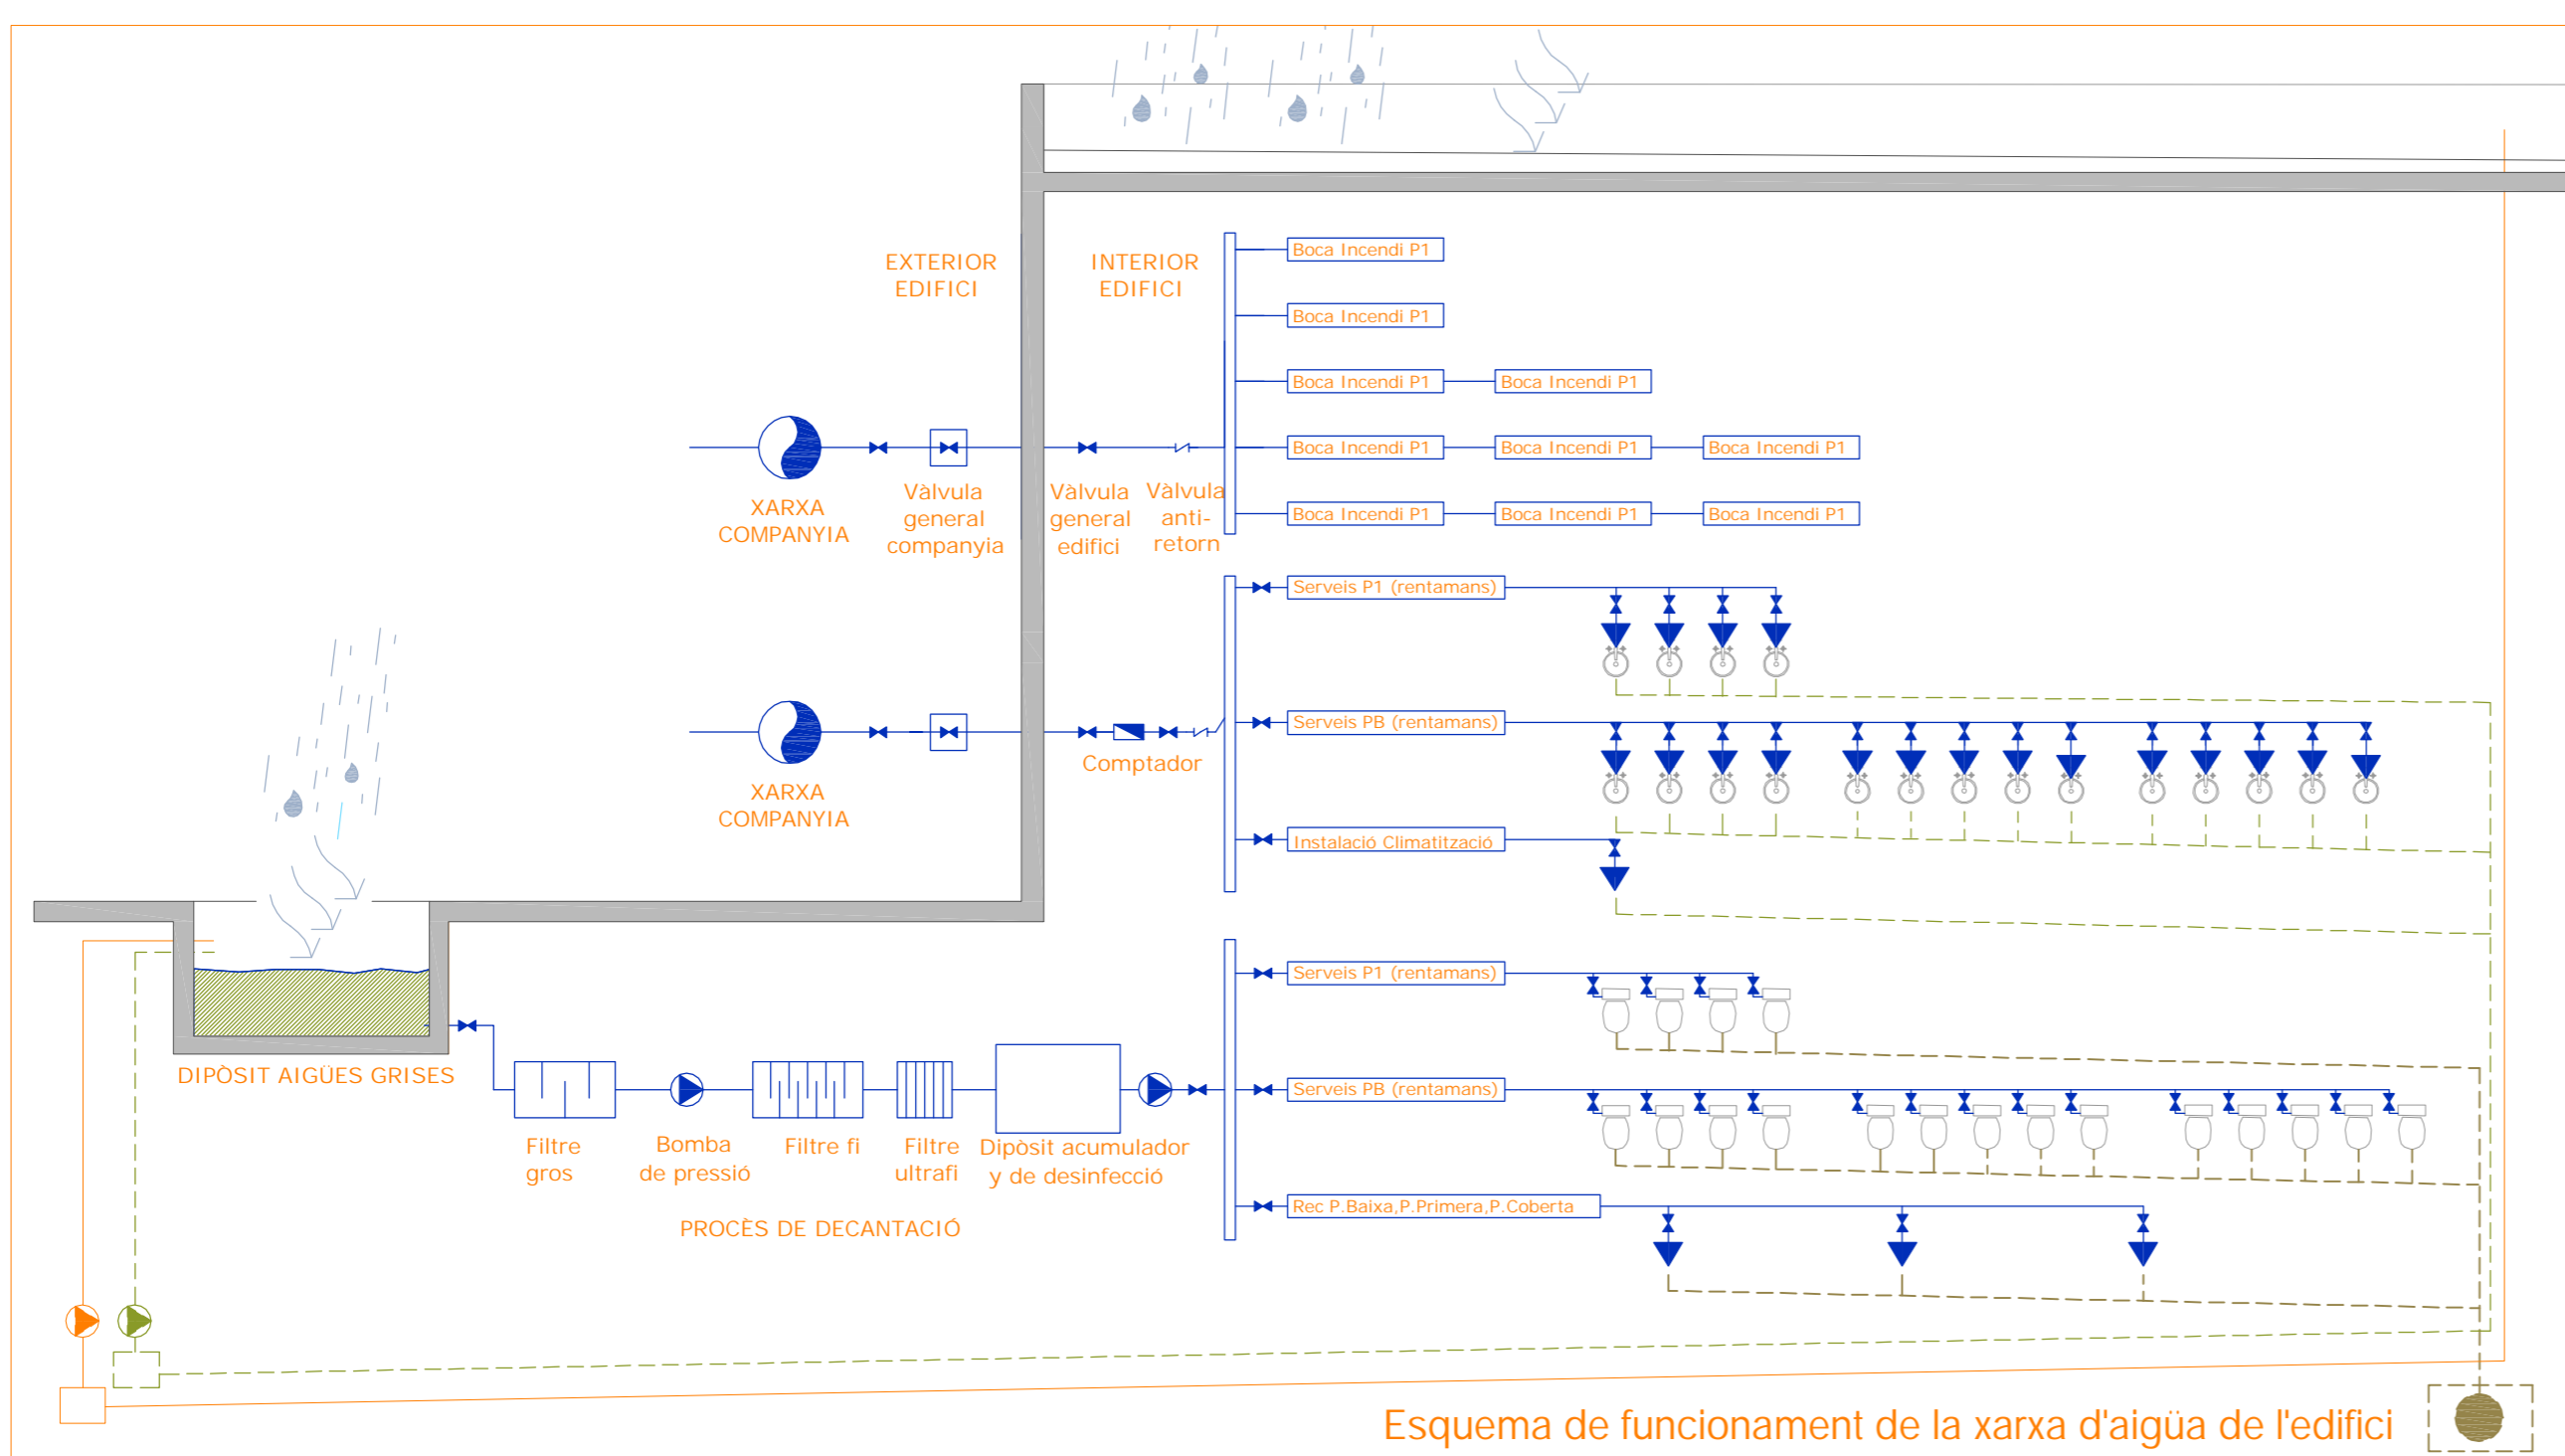 EXTERIOR
EDIFICI
INTERIOR
EDIFICI
Boca Incendi P1
Boca Incendi P1
Boca Incendi P1
Boca Incendi P1
Boca Incendi P1
Boca Incendi P1
Boca Incendi P1
Boca Incendi P1
Boca Incendi P1
Boca Incendi P1
XARXA
COMPANYIA
Vàlvula
general
companyia
Vàlvula
general
edifici
Vàlvula
anti-
retorn
Serveis P1 (rentamans)
Serveis PB (rentamans)
Instalació Climatització
XARXA
COMPANYIA
Comptador
DIPÒSIT AIGÜES GRISES
Serveis P1 (rentamans)
Serveis PB (rentamans)
Rec P.Baixa,P.Primera,P.Coberta
Filtre
gros
Bomba
de pressió
Filtre fi
Filtre
ultrafi
Dipòsit acumulador
y de desinfecció
PROCÈS DE DECANTACIÓ
Esquema de funcionament de la xarxa d'aigüa de l'edifici